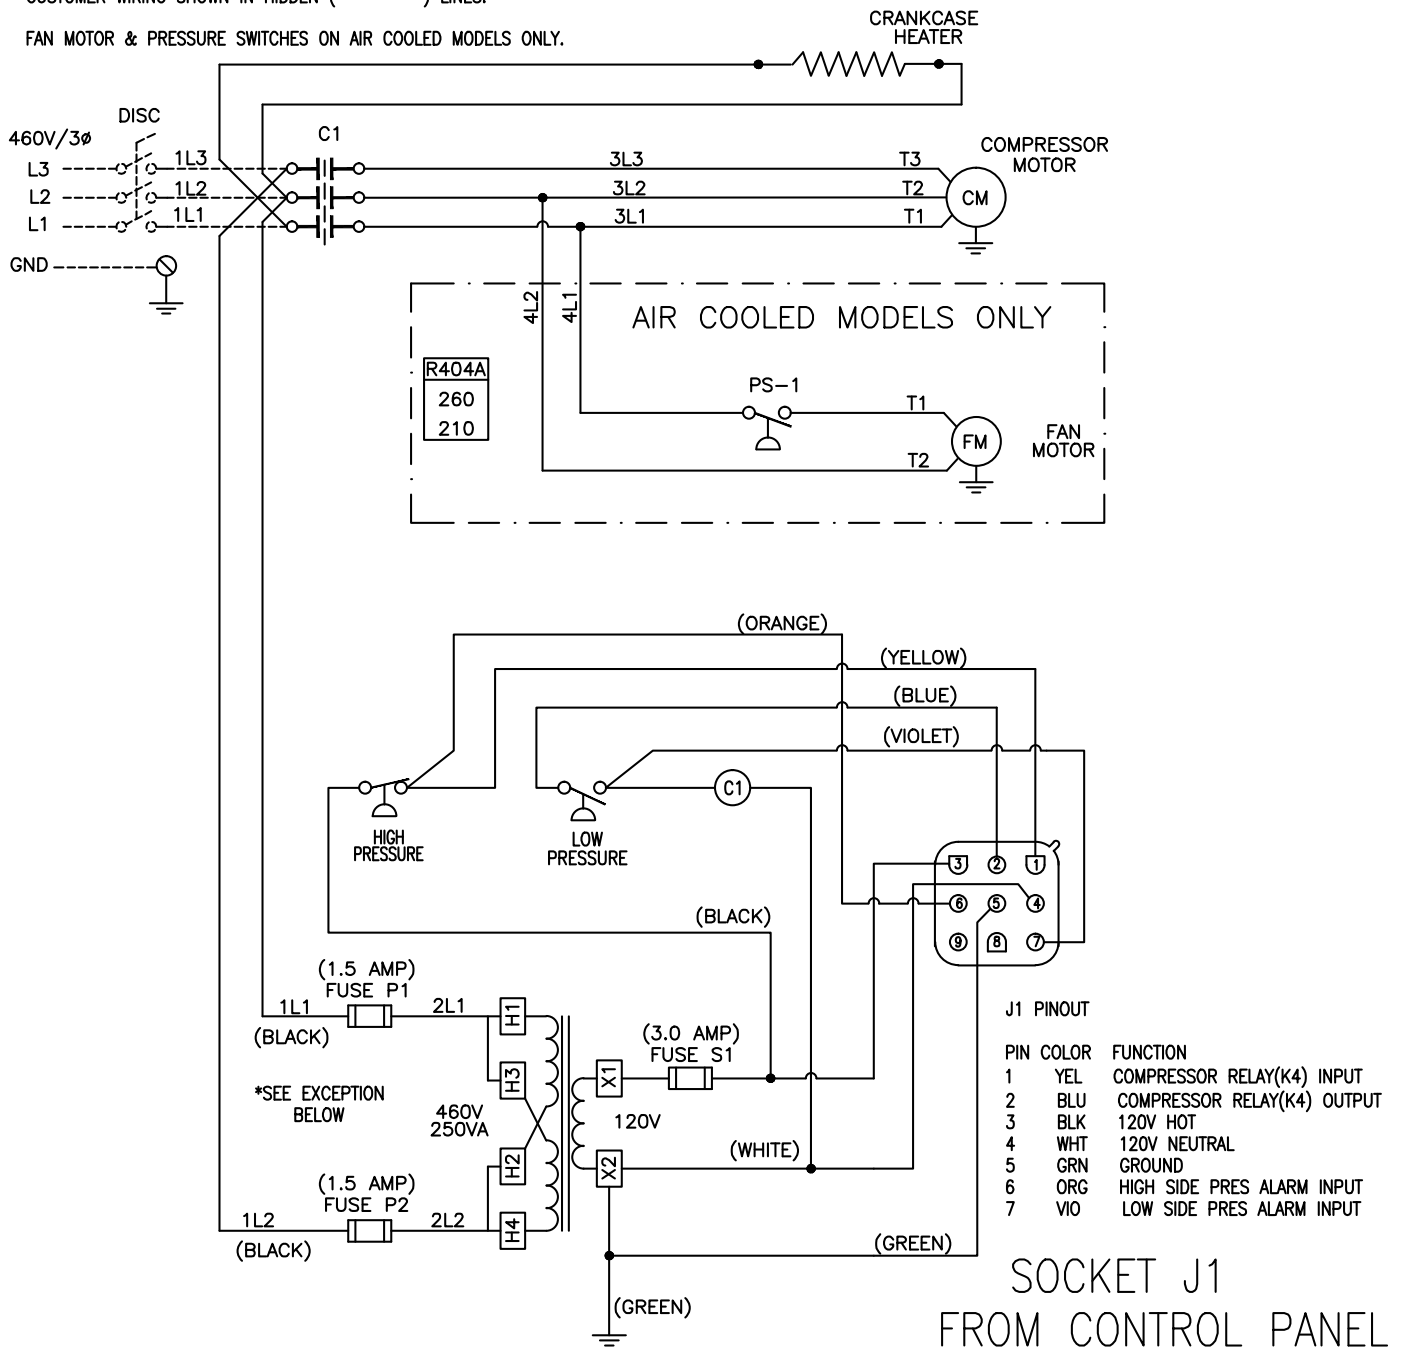 CUSTOMER WIRING SHOWN IN HIDDEN (        ) LINES.
FAN MOTOR & PRESSURE SWITCHES ON AIR COOLED MODELS ONLY.
CRANKCASE
HEATER
DISC
460V/3ø
C1
L3
1L3
3L3
T3
COMPRESSOR
MOTOR
L2
1L2
3L2
T2
CM
L1
1L1
3L1
T1
GND
4L2
4L1
AIR COOLED MODELS ONLY
R404A
260
210
PS-1
T1
FM
FAN
MOTOR
T2
(ORANGE)
(YELLOW)
(BLUE)
(VIOLET)
C1
HIGH
PRESSURE
LOW
PRESSURE
3 2 1
6 5 4
9 8 7
(BLACK)
(1.5 AMP)
FUSE P1
1L1
2L1
H1
(BLACK)
(3.0 AMP)
FUSE S1
H3
X1
*SEE EXCEPTION
BELOW
460V
250VA
120V
(WHITE)
H2
X2
(1.5 AMP)
FUSE P2
1L2
2L2
H4
(BLACK)
(GREEN)
(GREEN)
J1 PINOUT
PIN COLOR FUNCTION
1 YEL COMPRESSOR RELAY(K4) INPUT
2 BLU COMPRESSOR RELAY(K4) OUTPUT
3 BLK 120V HOT
4 WHT 120V NEUTRAL
5 GRN GROUND
6 ORG HIGH SIDE PRES ALARM INPUT
7 VIO LOW SIDE PRES ALARM INPUT
SOCKET J1
FROM CONTROL PANEL